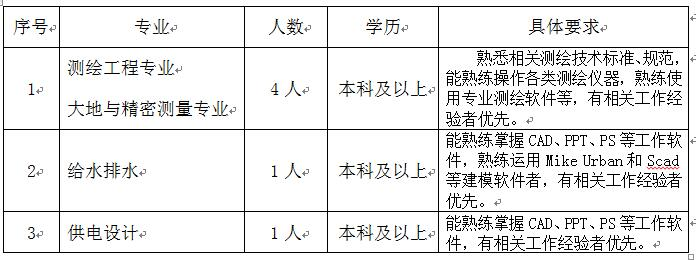 序号 专业 人数 学历 具体要求
1 测绘工程专业
大地与精密测量专业 4人 本科及以上 熟悉相关测绘技术标准、规范，
能熟练操作各类测绘仪器，熟练使
用专业测绘软件等，有相关工作经
验者优先。
2 给水排水 1人 本科及以上 能熟练掌握CAD、PPT、PS等工作软
件，熟练运用Mike Urban和Scad
等建模软件者，有相关工作经验者
优先。
3 供电设计 1人 本科及以上 能熟练掌握CAD、PPT、PS等工作软
件，有相关工作经验者优先。